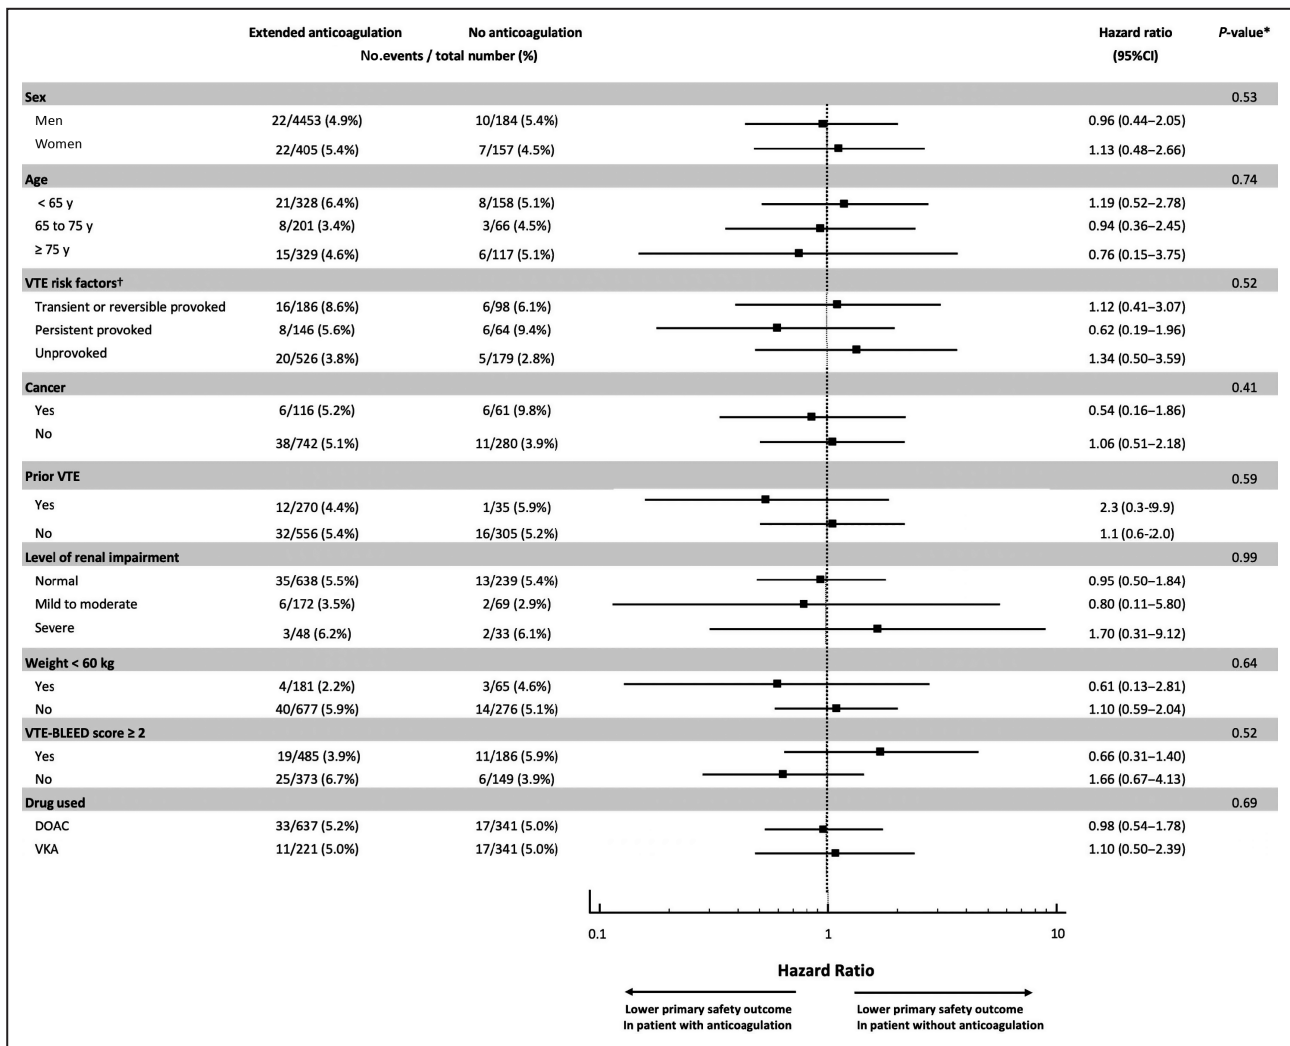 Extended anticoagulation No anticoagulation Hazard ratio P-value*
No.events / total number (%) (95%CI)
Sex 0.53
Men 22/4453 (4.9%) 10/184 (5.4%) 0.96 (0.44–2.05)
Women 22/405 (5.4%) 7/157 (4.5%) 1.13 (0.48–2.66)
Age 0.74
< 65 y 21/328 (6.4%) 8/158 (5.1%) 1.19 (0.52–2.78)
65 to 75 y 8/201 (3.4%) 3/66 (4.5%) 0.94 (0.36–2.45)
≥ 75 y 15/329 (4.6%) 6/117 (5.1%) 0.76 (0.15–3.75)
VTE risk factors† 0.52
Transient or reversible provoked 16/186 (8.6%) 6/98 (6.1%) 1.12 (0.41–3.07)
Persistent provoked 8/146 (5.6%) 6/64 (9.4%) 0.62 (0.19–1.96)
Unprovoked 20/526 (3.8%) 5/179 (2.8%) 1.34 (0.50–3.59)
Cancer 0.41
Yes 6/116 (5.2%) 6/61 (9.8%) 0.54 (0.16–1.86)
No 38/742 (5.1%) 11/280 (3.9%) 1.06 (0.51–2.18)
Prior VTE 0.59
Yes 12/270 (4.4%) 1/35 (5.9%) 2.3 (0.3-9.9)
No 32/556 (5.4%) 16/305 (5.2%) 1.1 (0.6-2.0)
Level of renal impairment 0.99
Normal 35/638 (5.5%) 13/239 (5.4%) 0.95 (0.50–1.84)
Mild to moderate 6/172 (3.5%) 2/69 (2.9%) 0.80 (0.11–5.80)
Severe 3/48 (6.2%) 2/33 (6.1%) 1.70 (0.31–9.12)
Weight < 60 kg 0.64
Yes 4/181 (2.2%) 3/65 (4.6%) 0.61 (0.13–2.81)
No 40/677 (5.9%) 14/276 (5.1%) 1.10 (0.59–2.04)
VTE-BLEED score ≥ 2 0.52
Yes 19/485 (3.9%) 11/186 (5.9%) 0.66 (0.31–1.40)
No 25/373 (6.7%) 6/149 (3.9%) 1.66 (0.67–4.13)
Drug used 0.69
DOAC 33/637 (5.2%) 17/341 (5.0%) 0.98 (0.54–1.78)
VKA 11/221 (5.0%) 17/341 (5.0%) 1.10 (0.50–2.39)
0.1 1 10
Hazard Ratio
Lower primary safety outcome Lower primary safety outcome
In patient with anticoagulation In patient without anticoagulation